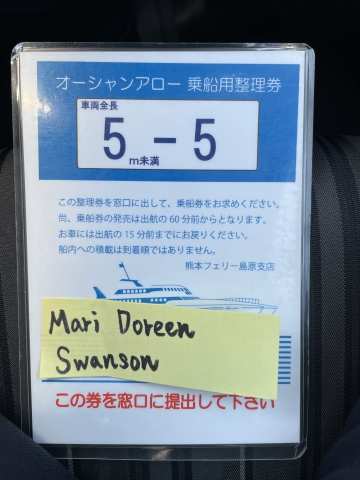 オーシャンアロー 乗船用整理券
車両全長
5 - 5
m未満
この整理券を窓口に出して、乗船券をお求めください。
尚、乗船券の発売は出航の60分前からとなります。
お車には出航の15分前までにお戻りください。
船内への積載は到着順ではありません。
熊本フェリー島原支店
Mari Doreen
Swanson
この券を窓口に提出して下さい